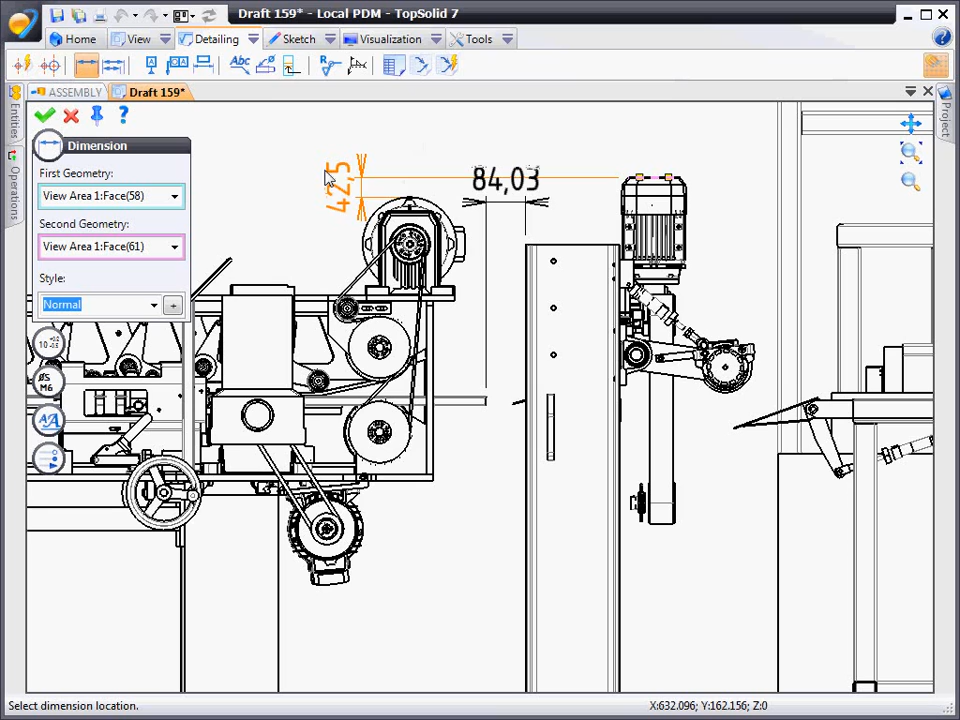 Draft 159* - Local PDM - TopSolid 7
Home
View
Detailing
Sketch
Visualization
Tools
Abc
ASSEMBLY
Draft 159*
Entities
Operations
Project
Dimension
First Geometry:
View Area 1:Face(58)
Second Geometry:
View Area 1:Face(61)
Style:
Normal
42,5
84,03
Select dimension location.
X:632.096; Y:162.156; Z:0